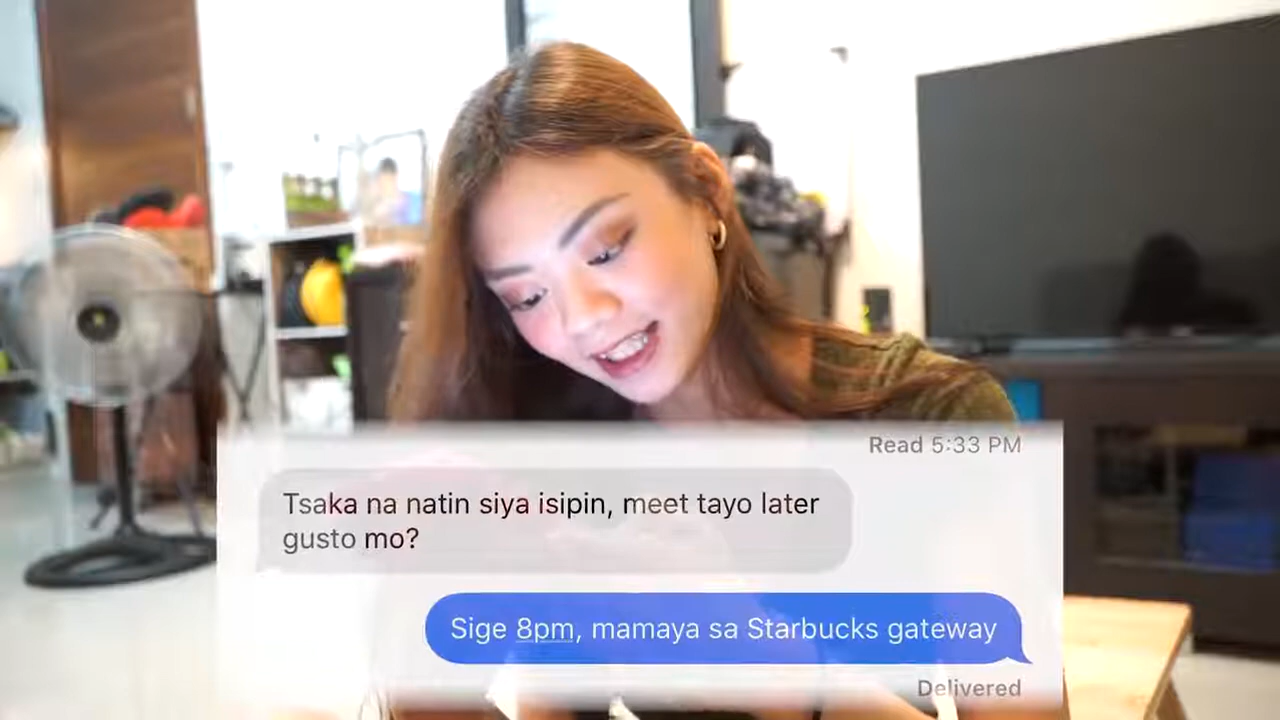 Read 5:33 PM
Tsaka na natin siya isipin, meet tayo later
gusto mo?
Sige 8pm, mamaya sa Starbucks gateway
Delivered